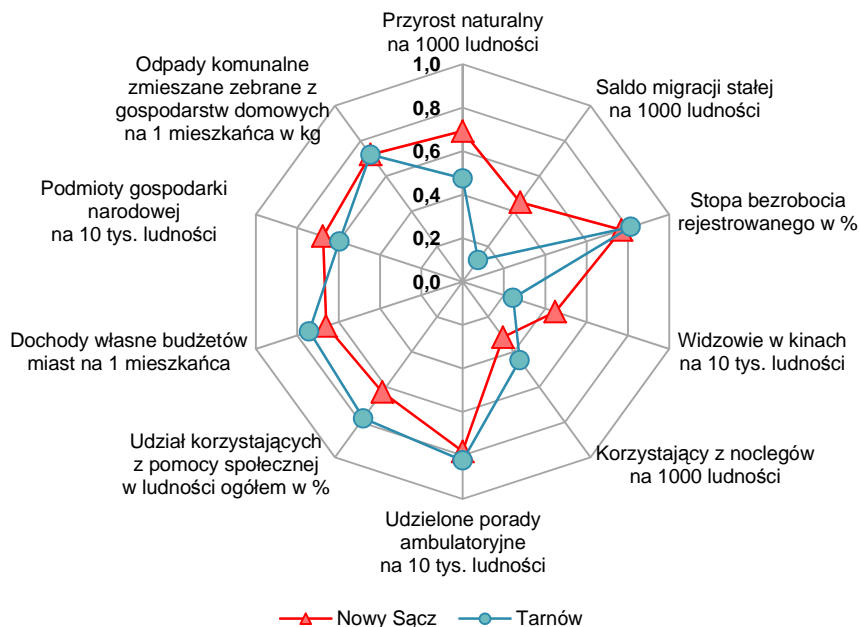 Przyrost naturalny
na 1000 ludności
Saldo migracji stałej
na 1000 ludności
Stopa bezrobocia
rejestrowanego w %
Widzowie w kinach
na 10 tys. ludności
Korzystający z noclegów
na 1000 ludności
Udzielone porady
ambulatoryjne
na 10 tys. ludności
Udział korzystających
z pomocy społecznej
w ludności ogółem w %
Dochody własne budżetów
miast na 1 mieszkańca
Podmioty gospodarki
narodowej
na 10 tys. ludności
Odpady komunalne
zmieszane zebrane z
gospodarstw domowych
na 1 mieszkańca w kg
1,0
0,8
0,6
0,4
0,2
0,0
Nowy Sącz
Tarnów